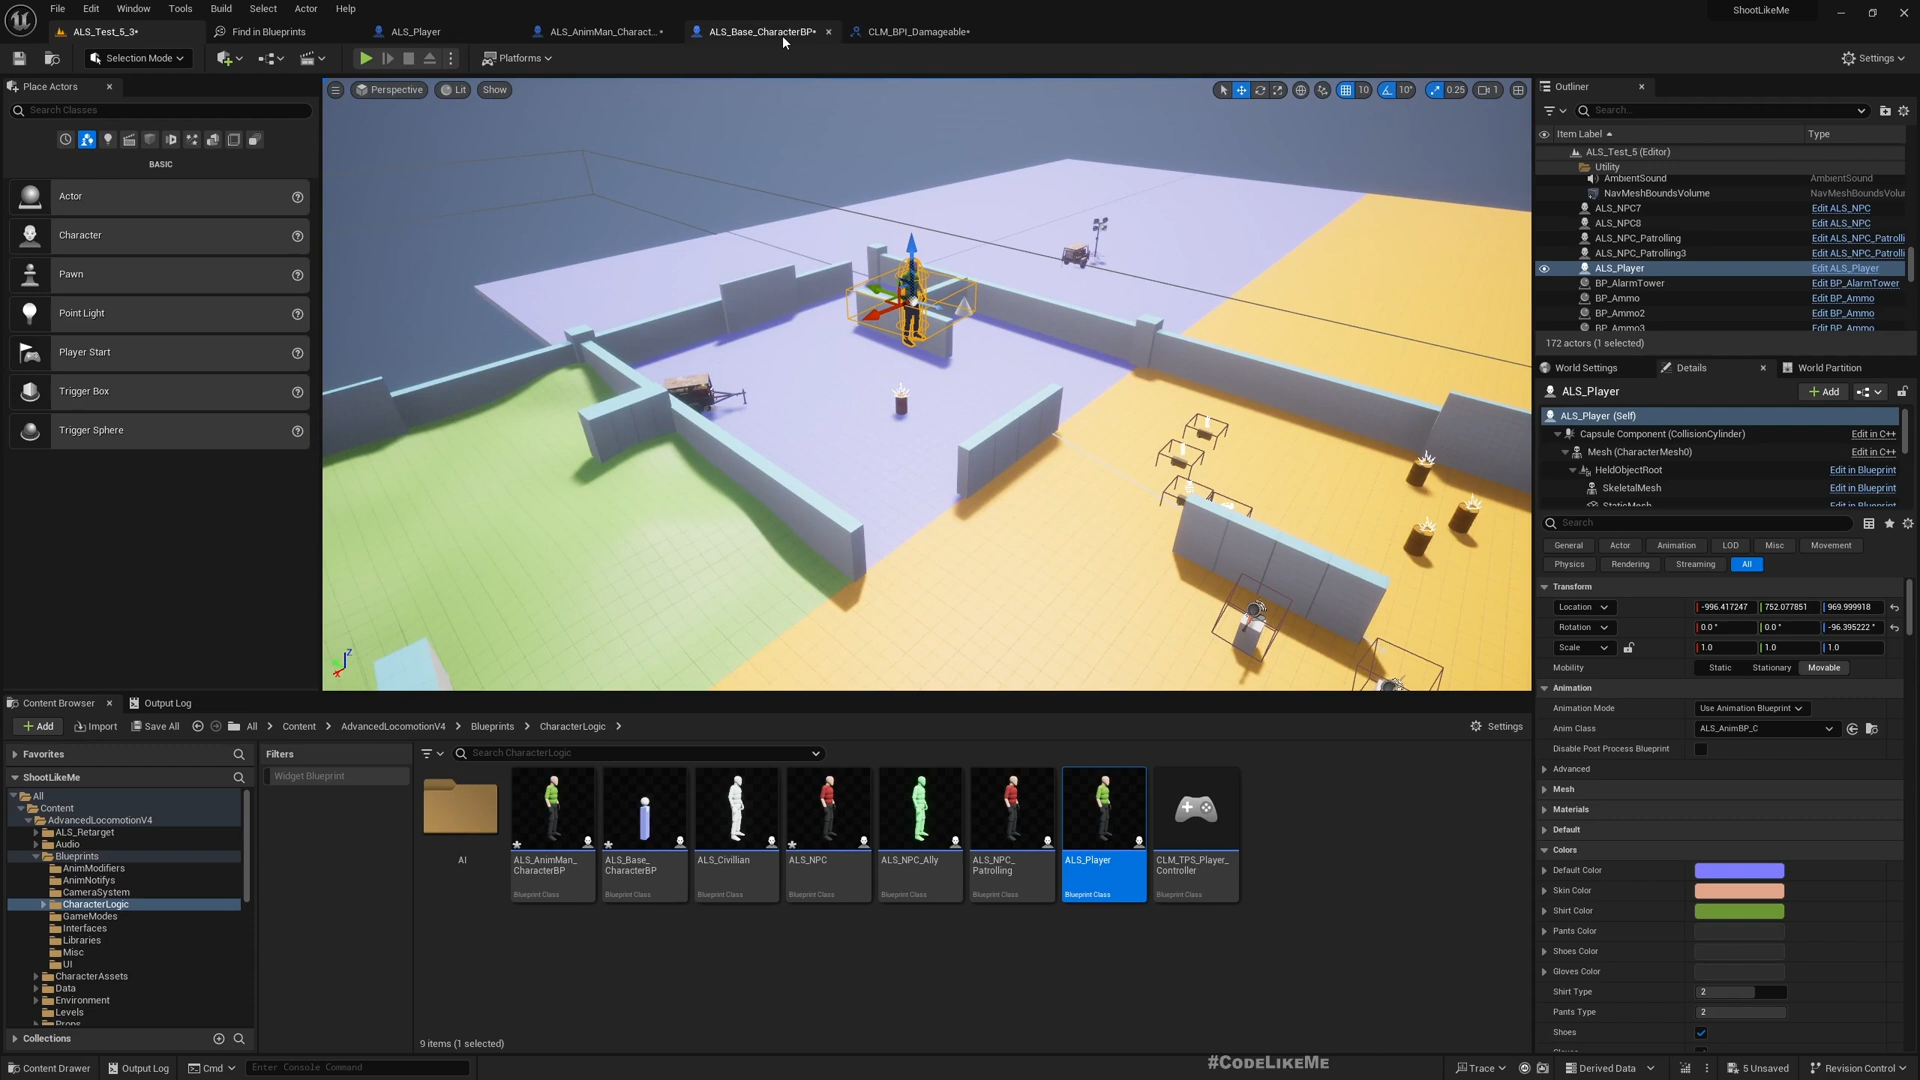 File Edit Window Tools Build Select Actor Help
ShootLikeMe
ALS_Test_5_3*
Find in Blueprints
ALS_Player
ALS_AnimMan_Charact...*
ALS_Base_CharacterBP*
CLM_BPI_Damageable*
Selection Mode
Platforms
Settings
Place Actors
Search Classes
BASIC
Actor
Character
Pawn
Point Light
Player Start
Trigger Box
Trigger Sphere
Perspective
Lit
Show
10
10°
0.25
1
Z
Outliner
Search...
Item Label
Type
ALS_Test_5 (Editor)
Utility
AmbientSound AmbientSound
NavMeshBoundsVolume NavMeshBoundsVolu
ALS_NPC7 Edit ALS_NPC
ALS_NPC8 Edit ALS_NPC
ALS_NPC_Patrolling Edit ALS_NPC_Patrolli
ALS_NPC_Patrolling3 Edit ALS_NPC_Patrolli
ALS_Player Edit ALS_Player
BP_AlarmTower Edit BP_AlarmTower
BP_Ammo Edit BP_Ammo
BP_Ammo2 Edit BP_Ammo
BP_Ammo3 Edit BP_Ammo
172 actors (1 selected)
World Settings
Details
World Partition
ALS_Player
Add
ALS_Player (Self)
Capsule Component (CollisionCylinder) Edit in C++
Mesh (CharacterMesh0) Edit in C++
HeldObjectRoot Edit in Blueprint
SkeletalMesh Edit in Blueprint
StaticMesh Edit in Blueprint
Search
General Actor Animation LOD Misc Movement
Physics Rendering Streaming All
Transform
Location -996.417247 752.077851 969.999918
Rotation 0.0 ° 0.0 ° -96.395222 °
Scale 1.0 1.0 1.0
Mobility Static Stationary Movable
Animation
Animation Mode Use Animation Blueprint
Anim Class ALS_AnimBP_C
Disable Post Process Blueprint
Advanced
Mesh
Materials
Default
Colors
Default Color
Skin Color
Shirt Color
Pants Color
Shoes Color
Gloves Color
Shirt Type 2
Pants Type 2
Shoes
Content Browser
Output Log
Add
Import
Save All
All > Content > AdvancedLocomotionV4 > Blueprints > CharacterLogic >
Settings
Favorites
ShootLikeMe
All
Content
AdvancedLocomotionV4
ALS_Retarget
Audio
Blueprints
AnimModifiers
AnimNotifys
CameraSystem
CharacterLogic
GameModes
Interfaces
Libraries
Misc
UI
CharacterAssets
Data
Environment
Levels
Props
Collections
Filters
Widget Blueprint
Search CharacterLogic
AI
ALS_AnimMan_
CharacterBP
Blueprint Class
ALS_Base_
CharacterBP
Blueprint Class
ALS_Civillian
Blueprint Class
ALS_NPC
Blueprint Class
ALS_NPC_Ally
Blueprint Class
ALS_NPC_
Patrolling
Blueprint Class
ALS_Player
Blueprint Class
CLM_TPS_Player_
Controller
Blueprint Class
9 items (1 selected)
#CODELIKEME
Content Drawer
Output Log
Cmd
Enter Console Command
Trace
Derived Data
5 Unsaved
Revision Control